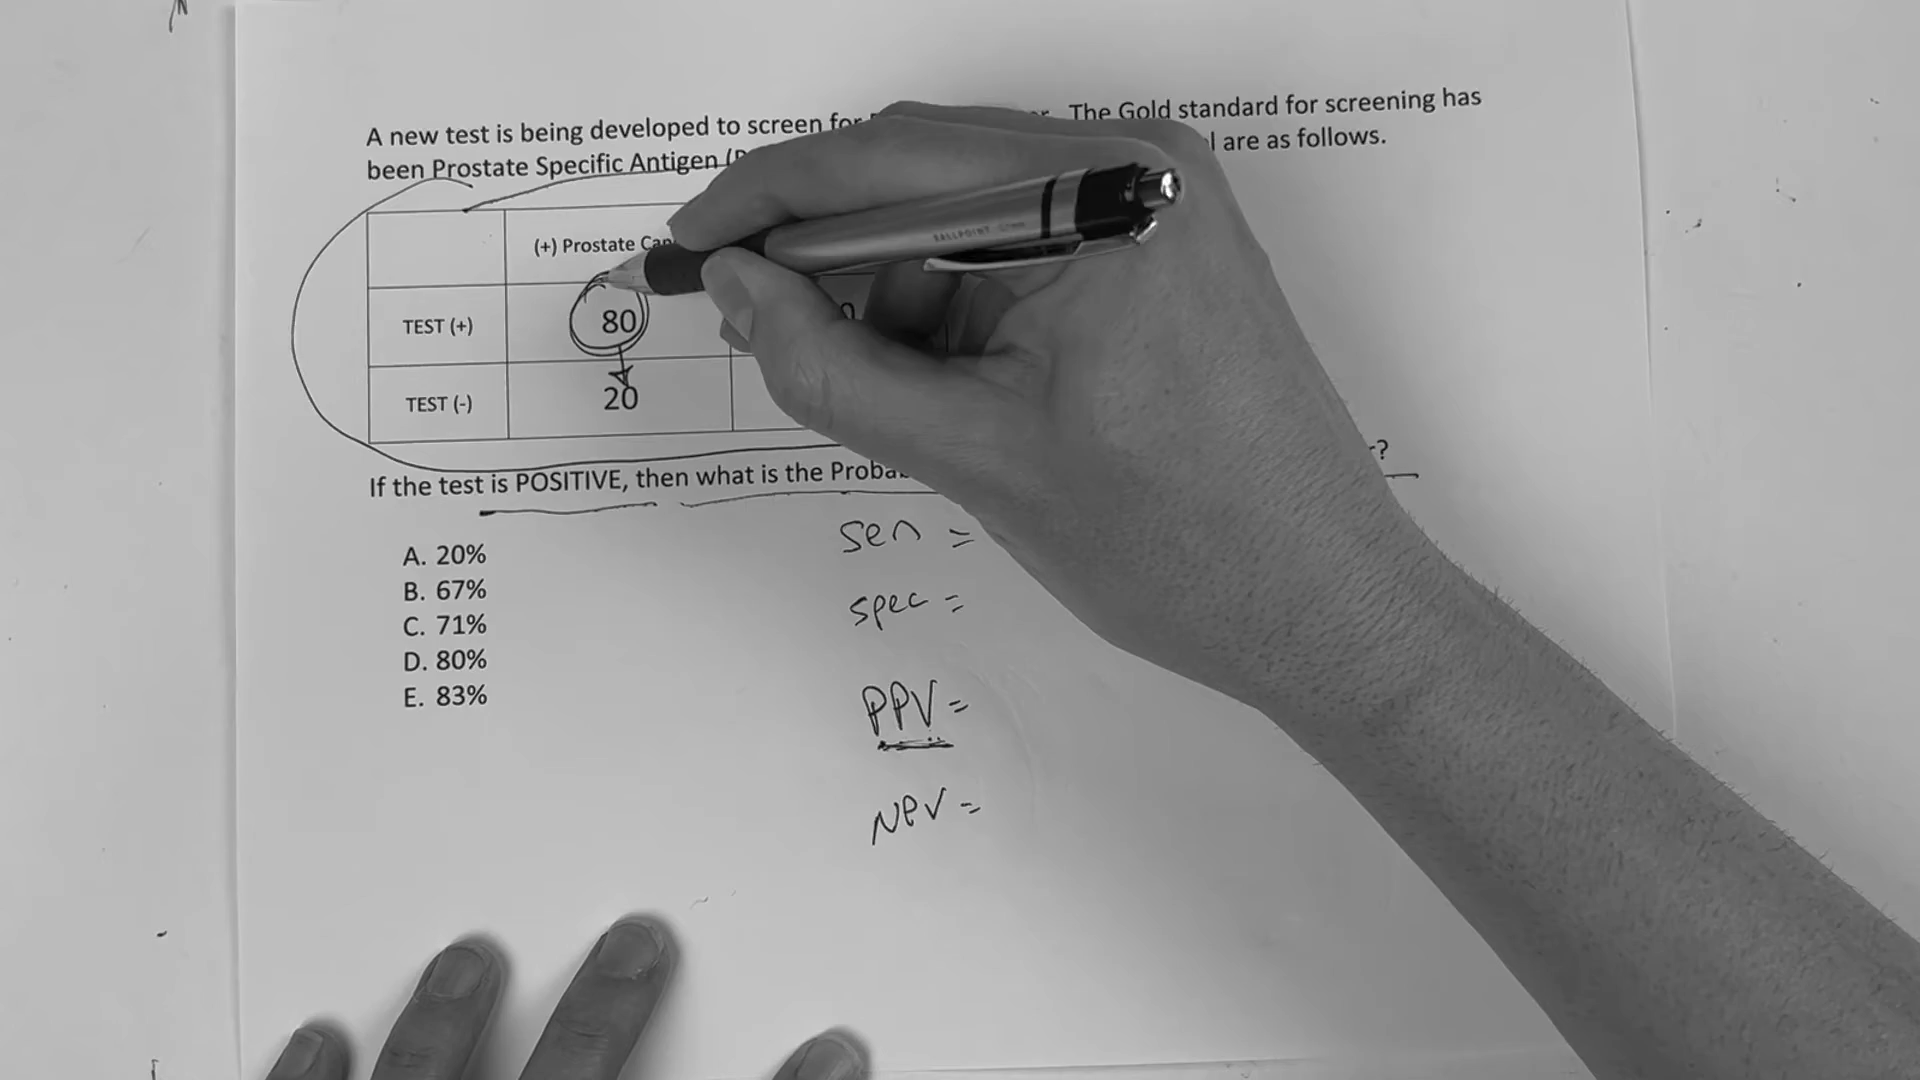 A new test is being developed to screen for The Gold standard for screening has
been Prostate Specific Antigen are as follows.
(+) Prostate
TEST (+) 80
TEST (-) 20
If the test is POSITIVE, then what is the
A. 20%
B. 67%
C. 71%
D. 80%
E. 83%
sen =
spec =
PPV =
NPV =